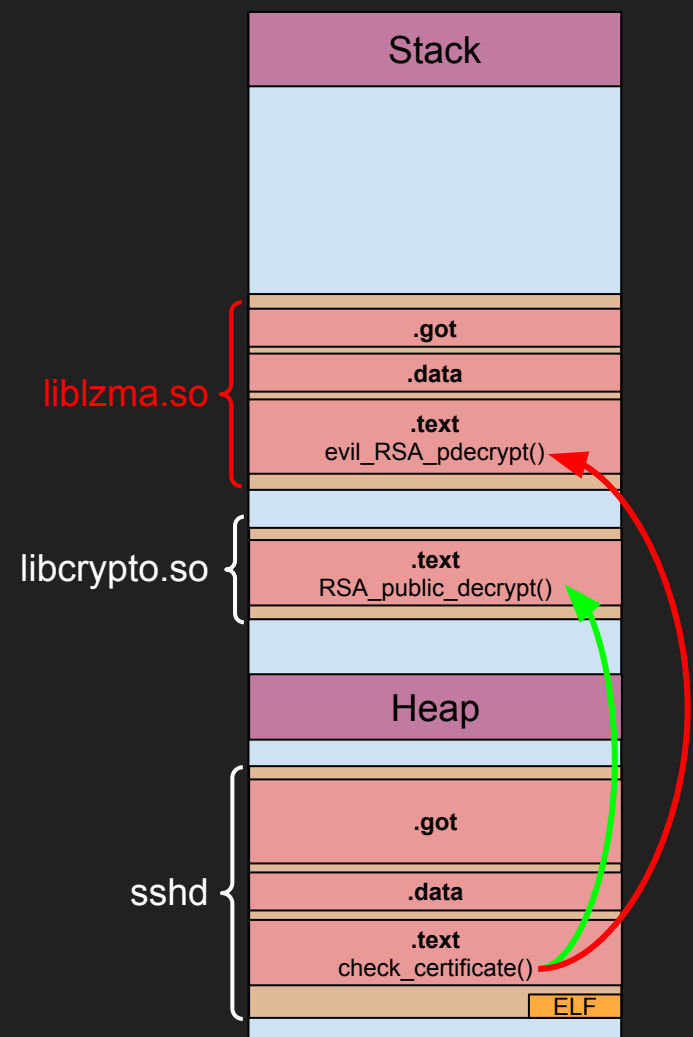 Stack
.got
liblzma.so
.data
.text
evil_RSA_pdecrypt()
libcrypto.so
.text
RSA_public_decrypt()
Heap
.got
sshd
.data
.text
check_certificate()
ELF